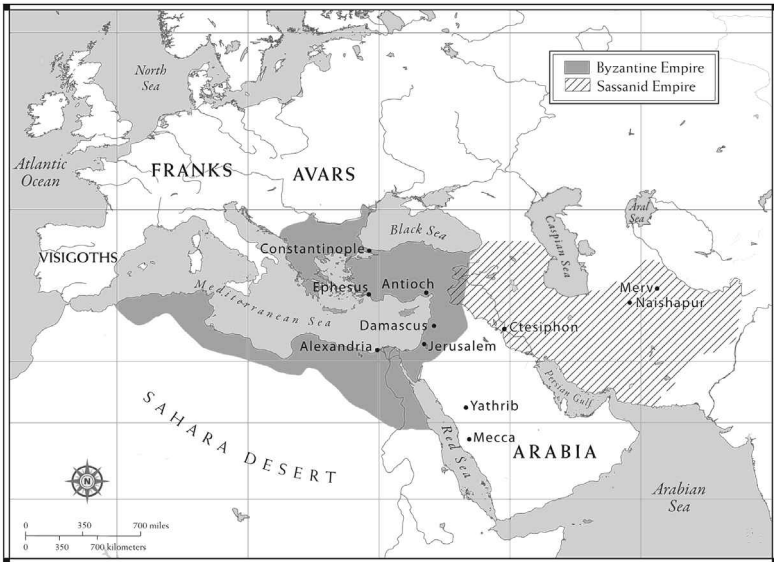 Byzantine Empire
Sassanid Empire
North
Sea
Atlantic
Ocean
FRANKS
AVARS
Aral
Sea
Caspian Sea
Black Sea
VISIGOTHS
Constantinople
Mediterranean Sea
Ephesus
Antioch
Merv
Naishapur
Damascus
Ctesiphon
Alexandria
Jerusalem
Persian Gulf
Yathrib
SAHARA DESERT
Mecca
Red Sea
ARABIA
N
Arabian
Sea
0 350 700 miles
0 350 700 kilometers